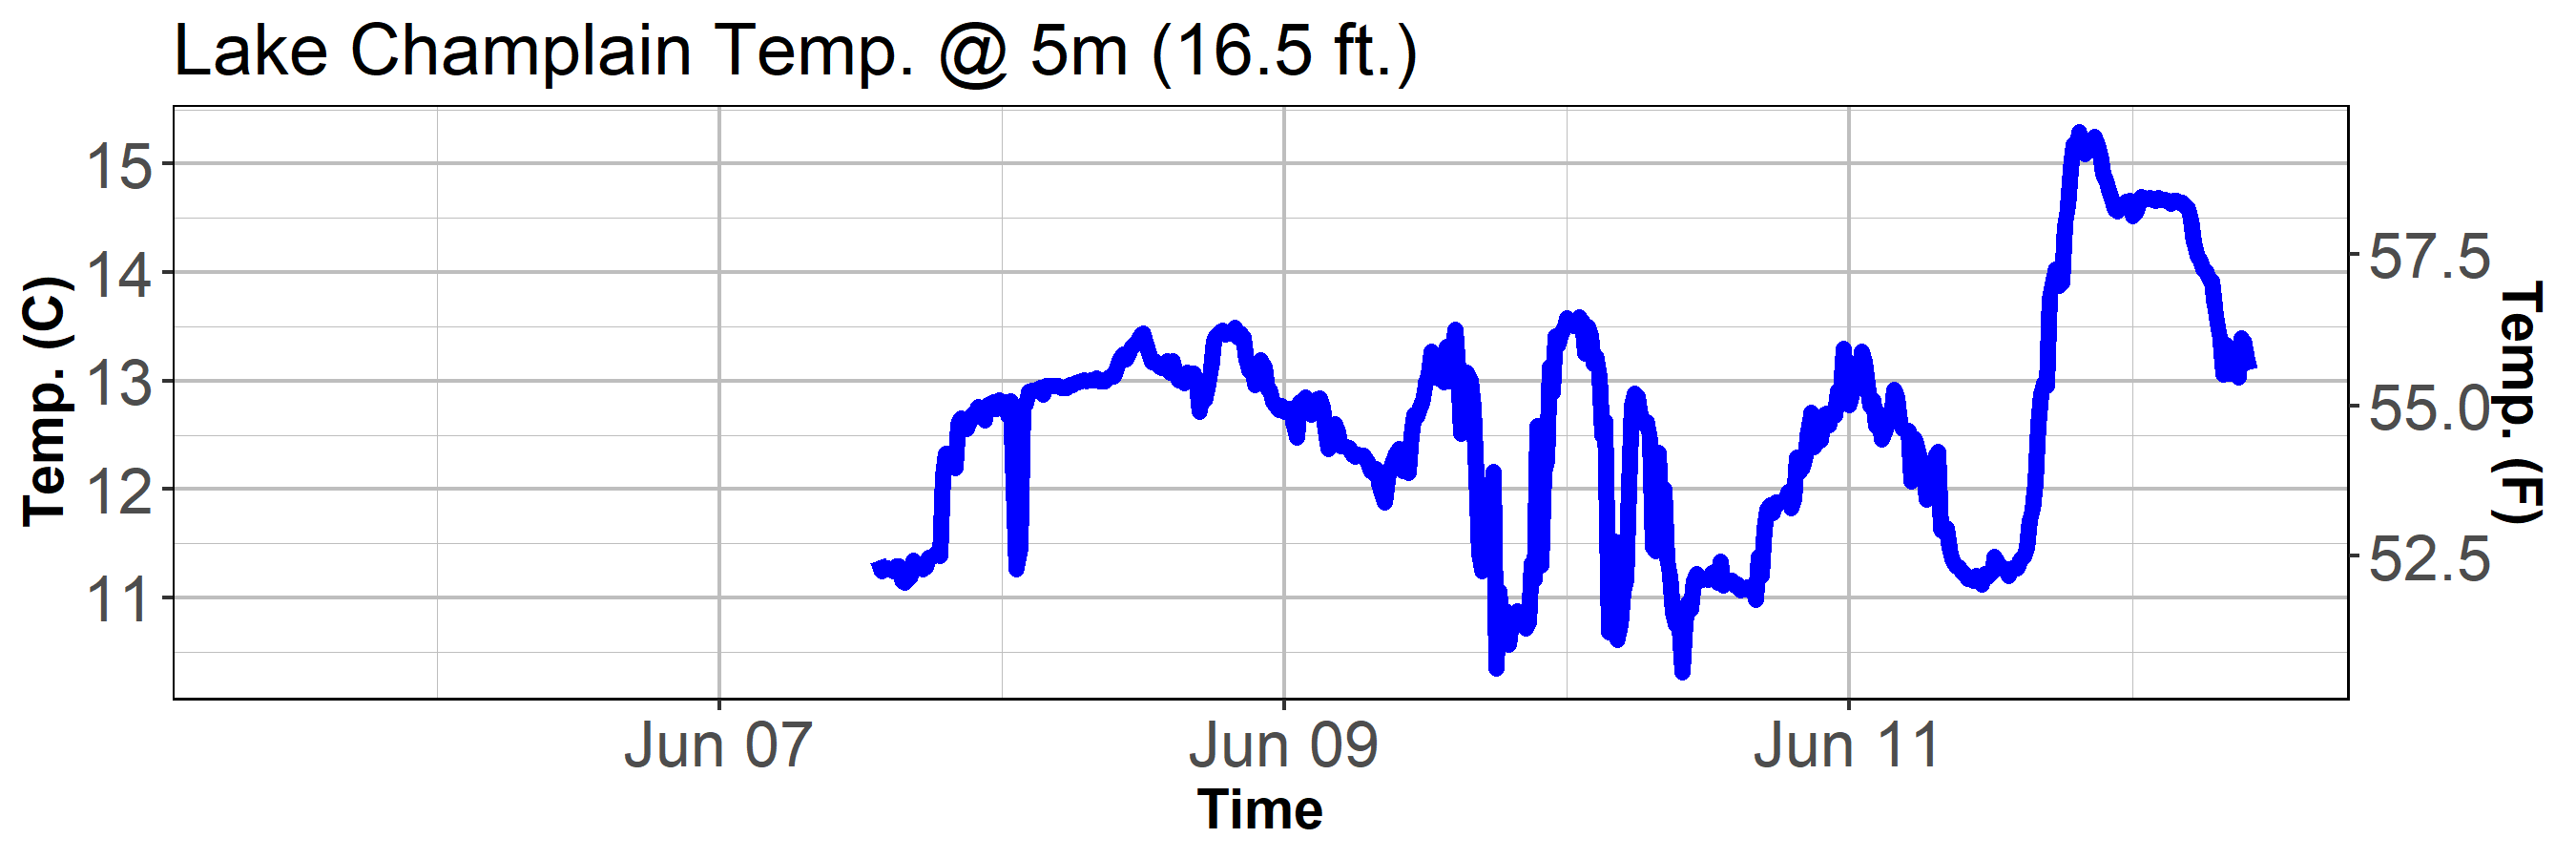 Lake Champlain Temp. @ 5m (16.5 ft.)
Temp. (C)
15
14
13
12
11
57.5
55.0
52.5
Temp. (F)
Jun 07
Jun 09
Jun 11
Time